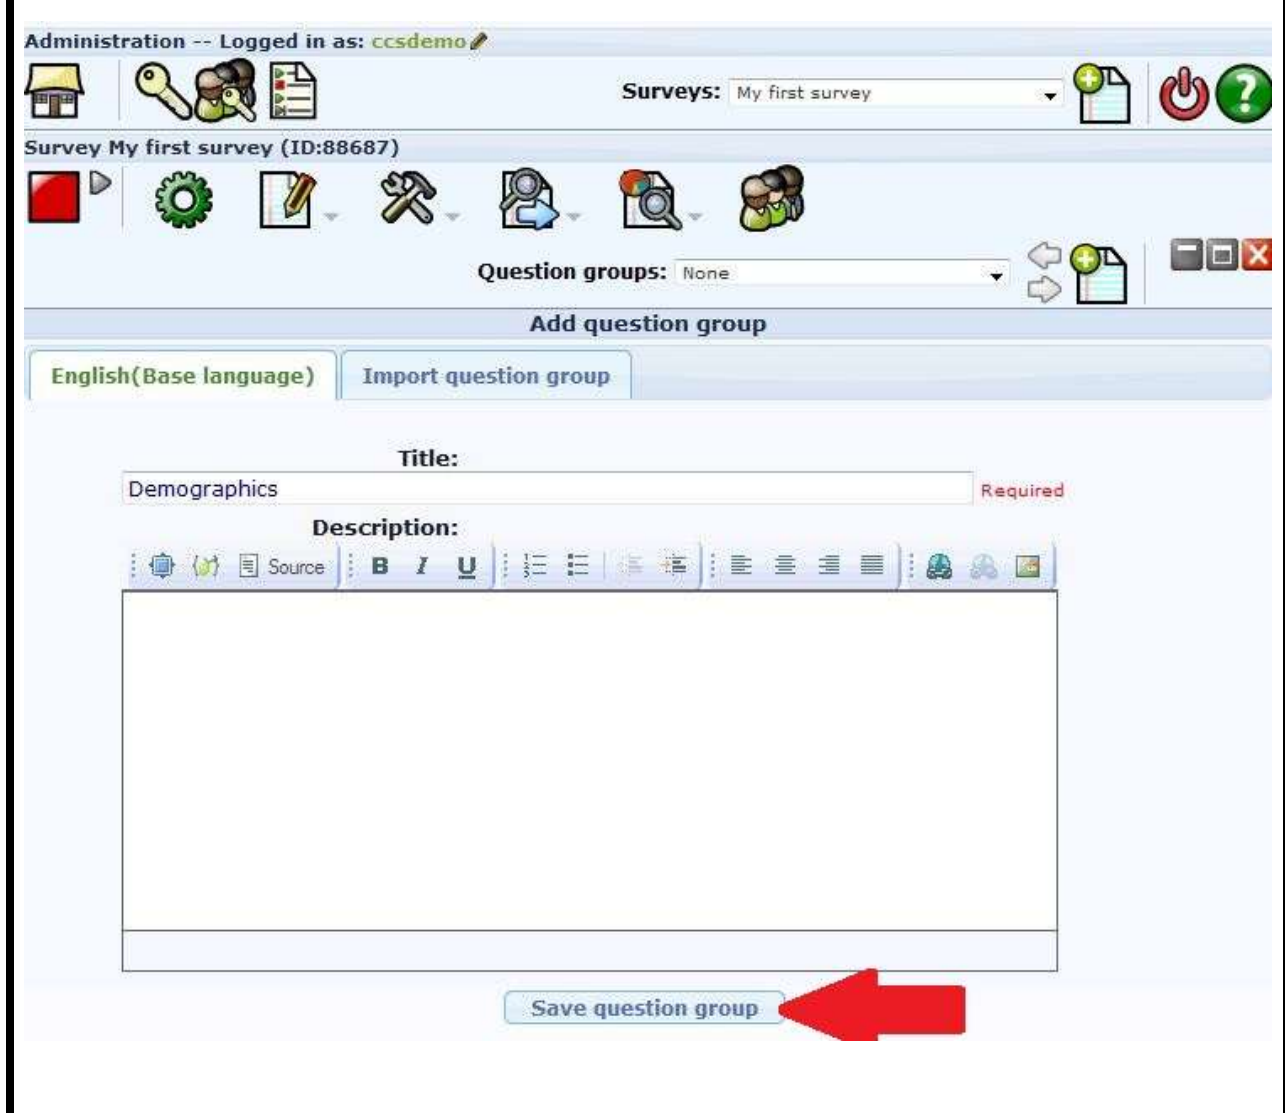 Administration -- Logged in as: ccsdemo
Surveys: My first survey
Survey My first survey (ID:88687)
Question groups: None
Add question group
English(Base language) Import question group
Title:
Demographics Required
Description:
Source B I U
Save question group